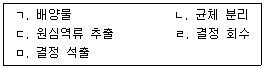 ㄱ. 배양물 ㄴ. 균체 분리
ㄷ. 원심역류 추출 ㄹ. 결정 회수
ㅁ. 결정 석출